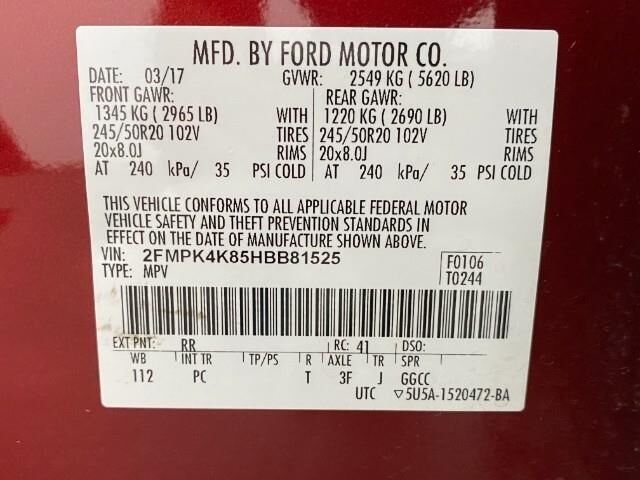 MFD. BY FORD MOTOR CO.
DATE: 03/17 GVWR: 2549 KG ( 5620 LB)
FRONT GAWR: REAR GAWR:
1345 KG ( 2965 LB) WITH 1220 KG ( 2690 LB) WITH
245/50R20 102V TIRES 245/50R20 102V TIRES
20x8.0J RIMS 20x8.0J RIMS
AT 240 kPa/ 35 PSI COLD AT 240 kPa/ 35 PSI COLD
THIS VEHICLE CONFORMS TO ALL APPLICABLE FEDERAL MOTOR
VEHICLE SAFETY AND THEFT PREVENTION STANDARDS IN
EFFECT ON THE DATE OF MANUFACTURE SHOWN ABOVE.
VIN: 2FMPK4K85HBB81525 F0106
TYPE: MPV T0244
EXT PNT: RR RC: 41 DSO:
WB INT TR TP/PS R AXLE TR SPR
112 PC T 3F J GGCC
UTC ▽5U5A-1520472-BA